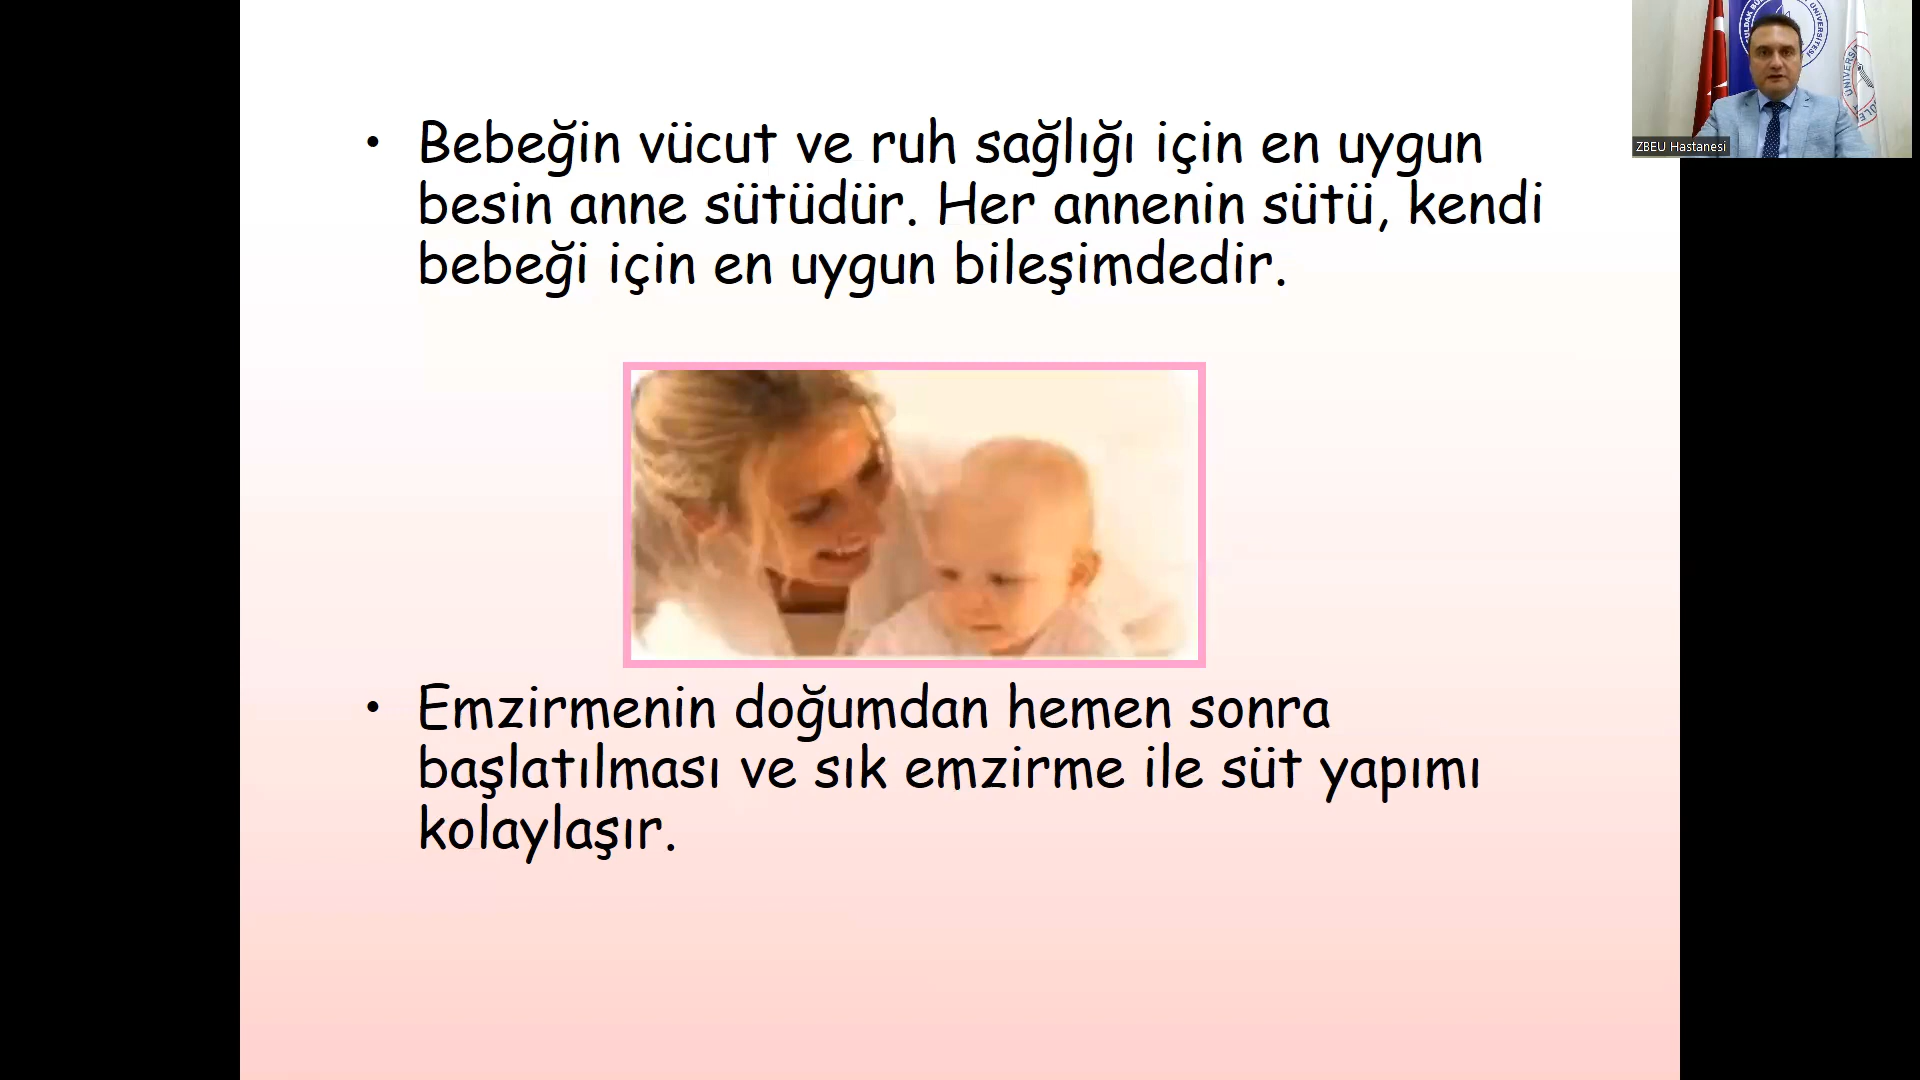 • Bebeğin vücut ve ruh sağlığı için en uygun
besin anne sütüdür. Her annenin sütü, kendi
bebeği için en uygun bileşimdedir.
• Emzirmenin doğumdan hemen sonra
başlatılması ve sık emzirme ile süt yapımı
kolaylaşır.
ZBEU Hastanesi